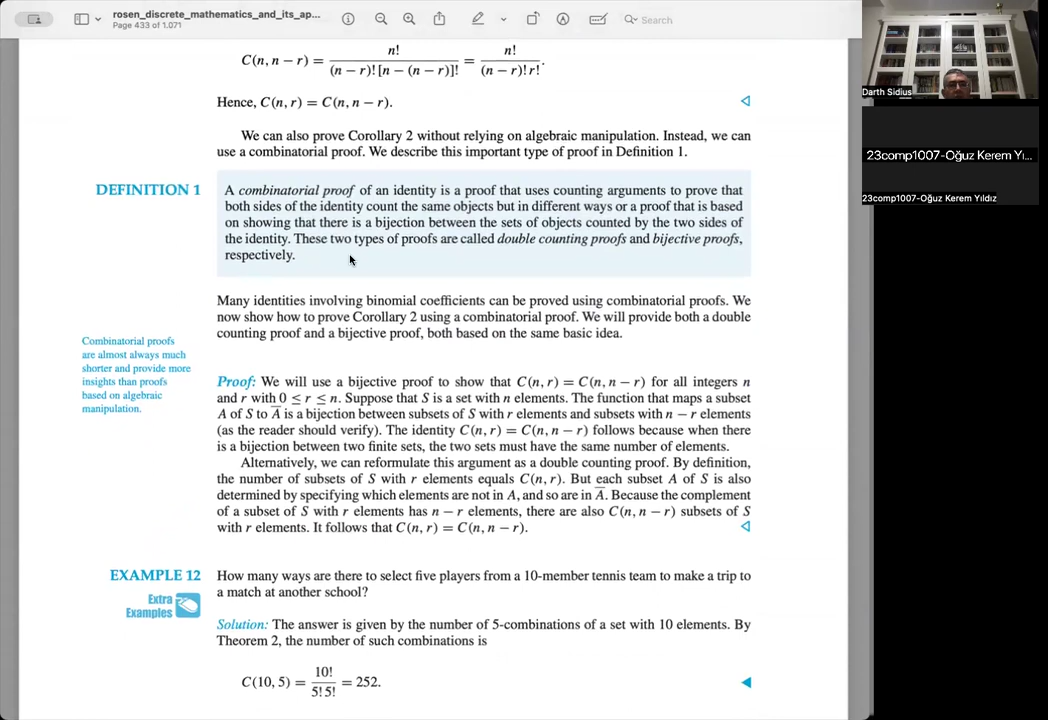 rosen_discrete_mathematics_and_its_ap...
Page 433 of 1.071
Search
C(n, n − r) = n! / (n − r)! [n − (n − r)]! = n! / (n − r)! r! .
Hence, C(n, r) = C(n, n − r).
We can also prove Corollary 2 without relying on algebraic manipulation. Instead, we can
use a combinatorial proof. We describe this important type of proof in Definition 1.
DEFINITION 1
A combinatorial proof of an identity is a proof that uses counting arguments to prove that
both sides of the identity count the same objects but in different ways or a proof that is based
on showing that there is a bijection between the sets of objects counted by the two sides of
the identity. These two types of proofs are called double counting proofs and bijective proofs,
respectively.
Many identities involving binomial coefficients can be proved using combinatorial proofs. We
now show how to prove Corollary 2 using a combinatorial proof. We will provide both a double
counting proof and a bijective proof, both based on the same basic idea.
Combinatorial proofs
are almost always much
shorter and provide more
insights than proofs
based on algebraic
manipulation.
Proof: We will use a bijective proof to show that C(n, r) = C(n, n − r) for all integers n
and r with 0 ≤ r ≤ n. Suppose that S is a set with n elements. The function that maps a subset
A of S to A̅ is a bijection between subsets of S with r elements and subsets with n − r elements
(as the reader should verify). The identity C(n, r) = C(n, n − r) follows because when there
is a bijection between two finite sets, the two sets must have the same number of elements.
Alternatively, we can reformulate this argument as a double counting proof. By definition,
the number of subsets of S with r elements equals C(n, r). But each subset A of S is also
determined by specifying which elements are not in A, and so are in A̅. Because the complement
of a subset of S with r elements has n − r elements, there are also C(n, n − r) subsets of S
with r elements. It follows that C(n, r) = C(n, n − r).
EXAMPLE 12
Extra
Examples
How many ways are there to select five players from a 10-member tennis team to make a trip to
a match at another school?
Solution: The answer is given by the number of 5-combinations of a set with 10 elements. By
Theorem 2, the number of such combinations is
C(10, 5) = 10! / 5! 5! = 252.
Darth Sidius
23comp1007-Oğuz Kerem Yı...
23comp1007-Oğuz Kerem Yıldız